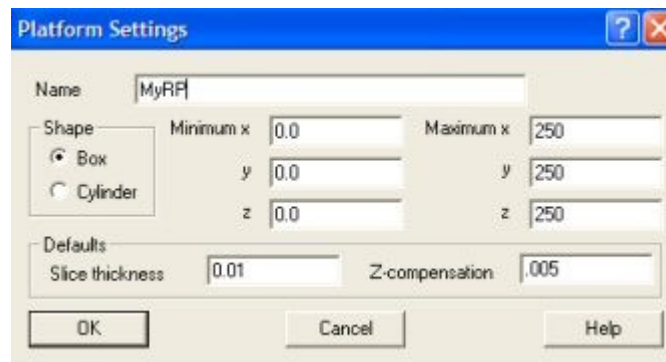 Platform Settings
Name MyRP
Shape Minimum x 0.0 Maximum x 250
Box y 0.0 y 250
Cylinder z 0.0 z 250
Defaults
Slice thickness 0.01 Z-compensation .005
OK Cancel Help